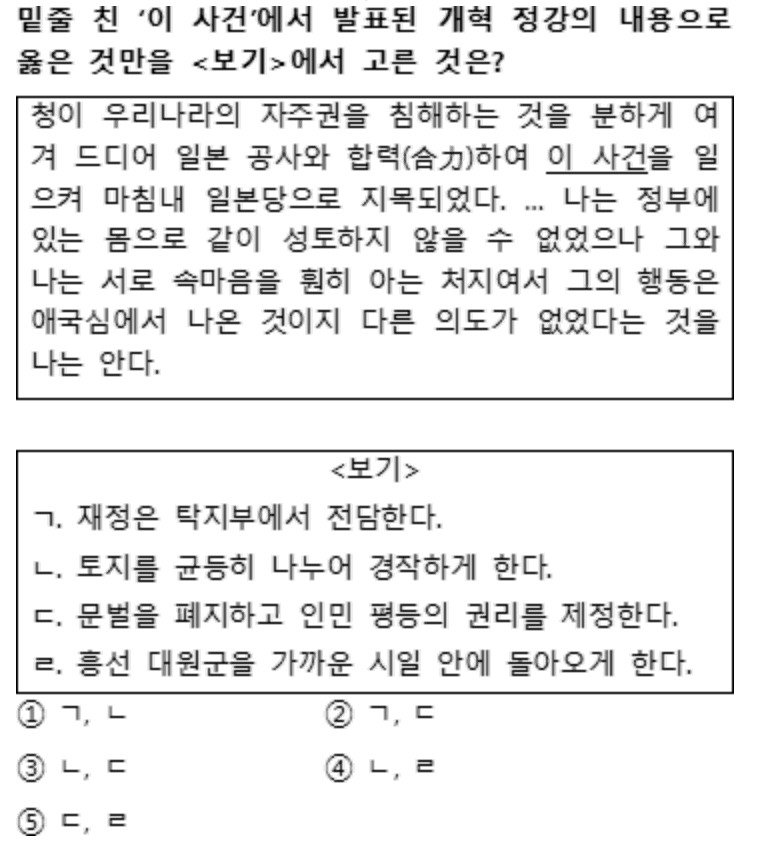 밑줄 친 '이 사건'에서 발표된 개혁 정강의 내용으로
옳은 것만을 <보기>에서 고른 것은?
청이 우리나라의 자주권을 침해하는 것을 분하게 여
겨 드디어 일본 공사와 합력(合力)하여 이 사건을 일
으켜 마침내 일본당으로 지목되었다. … 나는 정부에
있는 몸으로 같이 성토하지 않을 수 없었으나 그와
나는 서로 속마음을 훤히 아는 처지여서 그의 행동은
애국심에서 나온 것이지 다른 의도가 없었다는 것을
나는 안다.
<보기>
ㄱ. 재정은 탁지부에서 전담한다.
ㄴ. 토지를 균등히 나누어 경작하게 한다.
ㄷ. 문벌을 폐지하고 인민 평등의 권리를 제정한다.
ㄹ. 흥선 대원군을 가까운 시일 안에 돌아오게 한다.
① ㄱ, ㄴ ② ㄱ, ㄷ
③ ㄴ, ㄷ ④ ㄴ, ㄹ
⑤ ㄷ, ㄹ